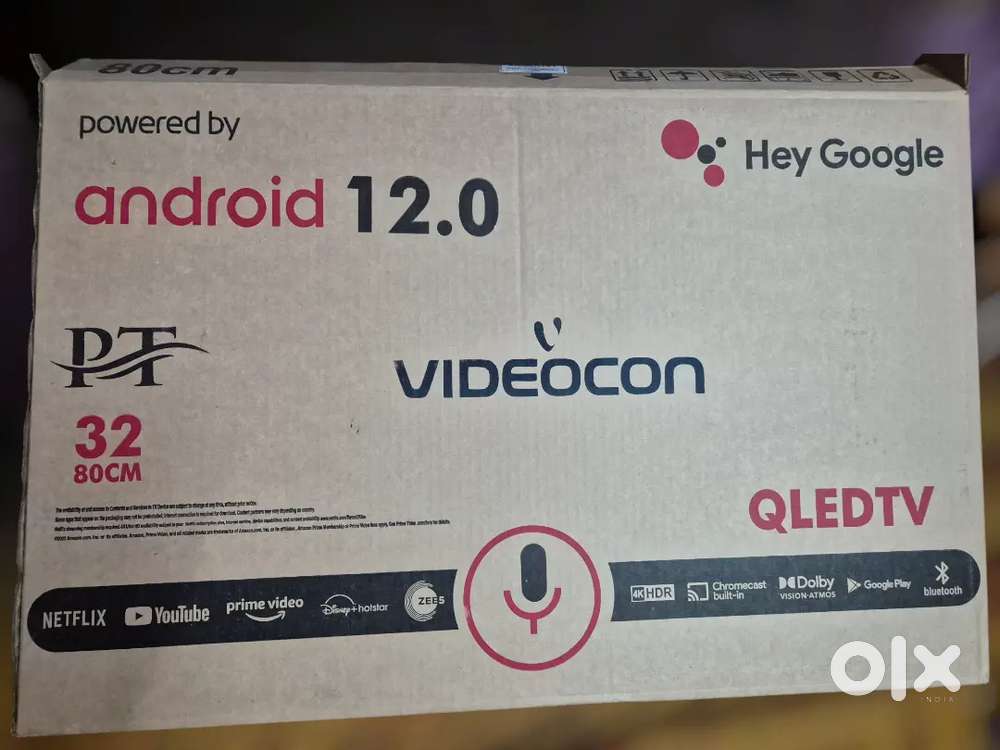 80cm
powered by
android 12.0
Hey Google
PT
VIDEOCON
32
80CM
QLEDTV
NETFLIX YouTube prime video Disney+hotstar ZEE5
4K HDR Chromecast built-in Dolby VISION·ATMOS Google Play bluetooth
olx
INDIA